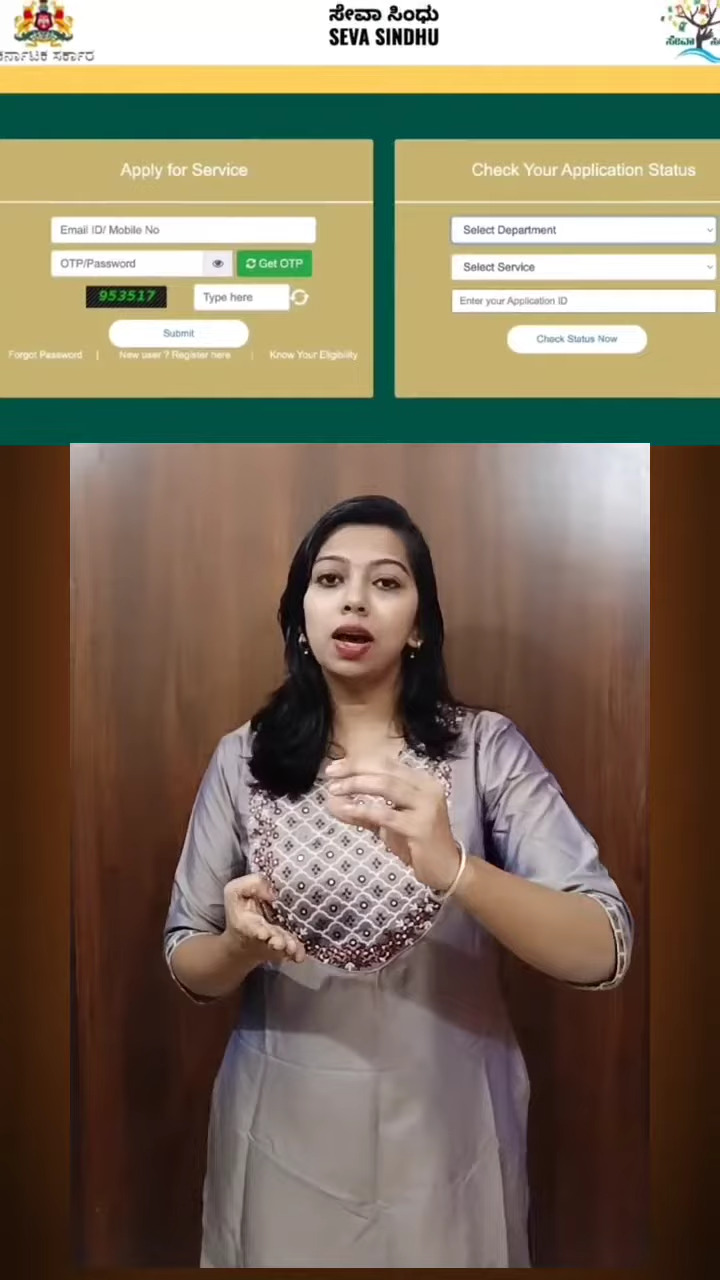 ಸೇವಾ ಸಿಂಧು
SEVA SINDHU
ಕರ್ನಾಟಕ ಸರ್ಕಾರ
ಸೇವಾ
Apply for Service
Email ID/ Mobile No
OTP/Password
Get OTP
953517
Type here
Submit
Forgot Password | New user ? Register here | Know Your Eligibility
Check Your Application Status
Select Department
Select Service
Enter your Application ID
Check Status Now